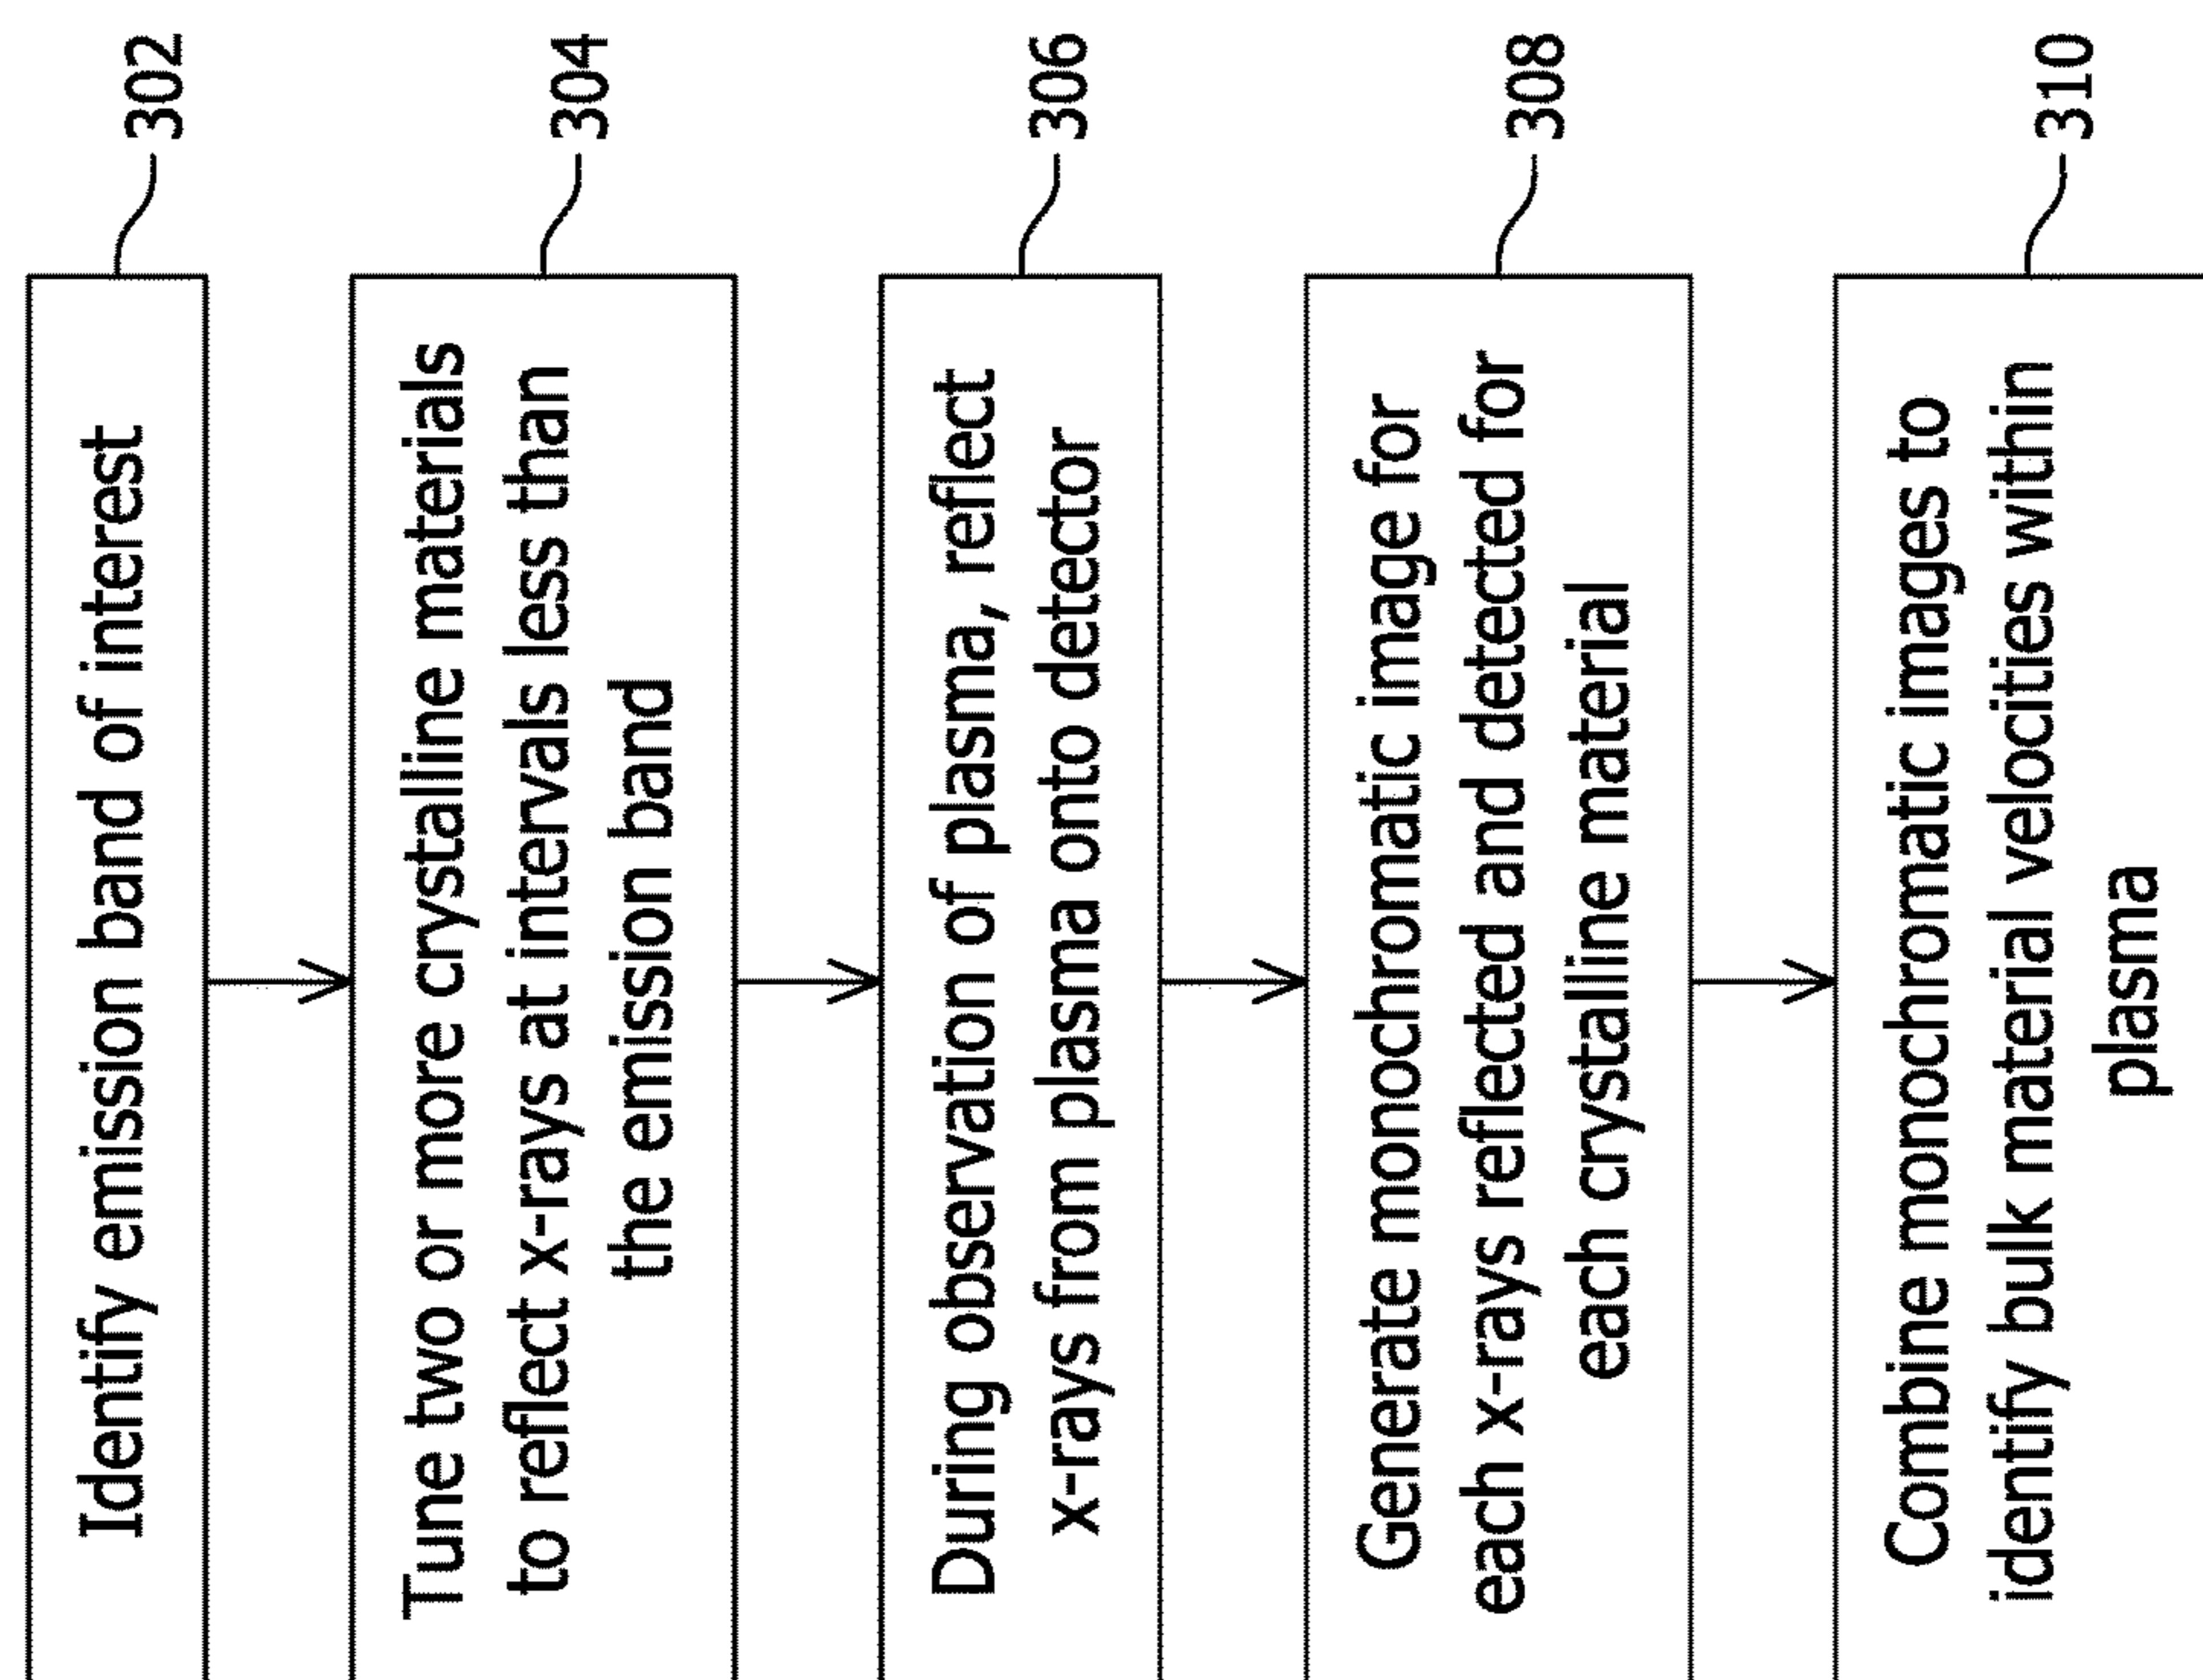 Identify emission band of interest
302
Tune two or more crystalline materials
to reflect x-rays at intervals less than
the emission band
304
During observation of plasma, reflect
x-rays from plasma onto detector
306
Generate monochromatic image for
each x-rays reflected and detected for
each crystalline material
308
Combine monochromatic images to
identify bulk material velocities within
plasma
310